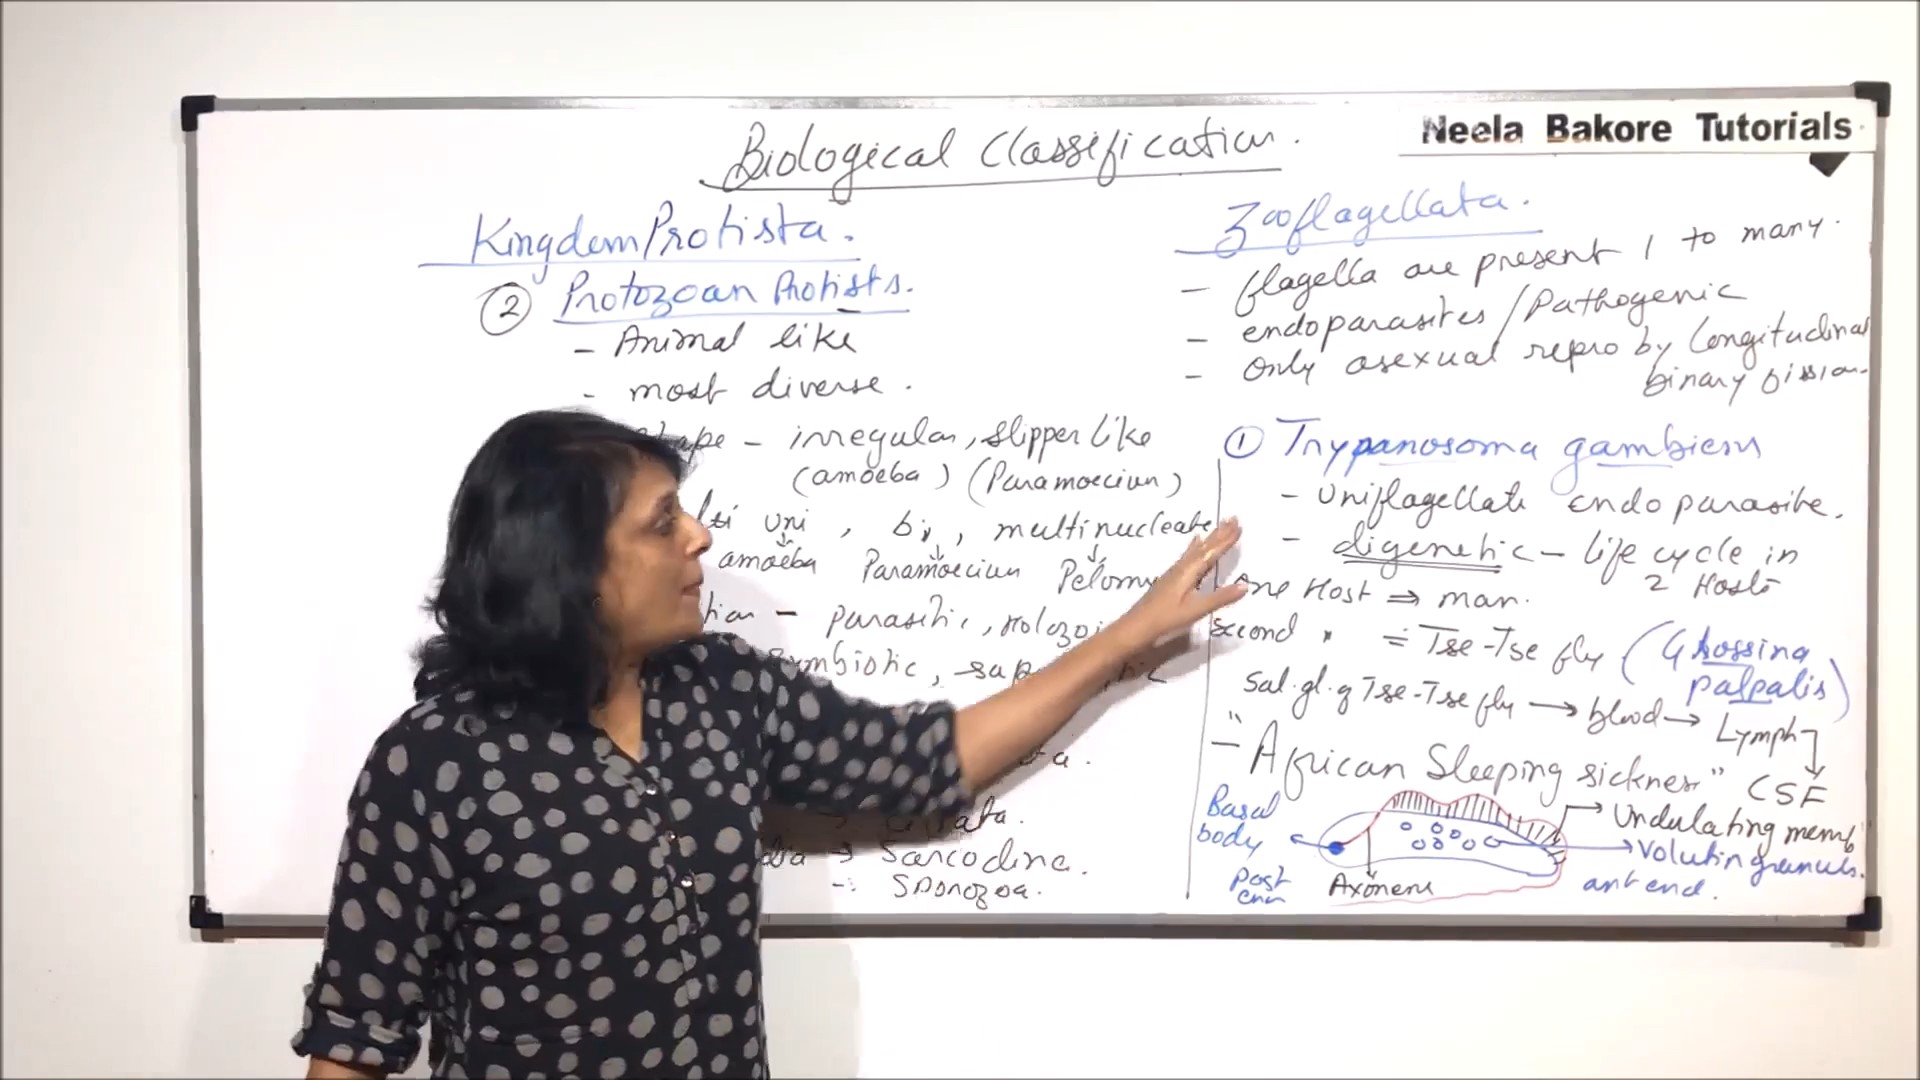 Biological Classification.
Neela Bakore Tutorials
Kingdom Protista.
② Protozoan Protists.
- Animal like
- most diverse.
shape - irregular, slipper like
(amoeba) (Paramoecium)
uni, bi, multinucleate
amoeba Paramoecium
- parasitic,
symbiotic,
→ Sarcodina.
Sporozoa.
Zooflagellata.
- flagella are present 1 to many.
- endoparasites/Pathogenic
- Only asexual repro by Longitudinal
binary fission.
① Trypanosoma gambiens
- Uniflagellate endoparasite.
- digenetic - life cycle in
2 Hosts
One Host ⇒ man.
second " = Tse-Tse fly (Glossina
palpalis)
Sal. gl. of Tse-Tse fly → blood → Lymph
- "African Sleeping sickness" CSF
Basal
body
→ Undulating memb
→ Volutin granules.
Post
Axoneme
ant end.